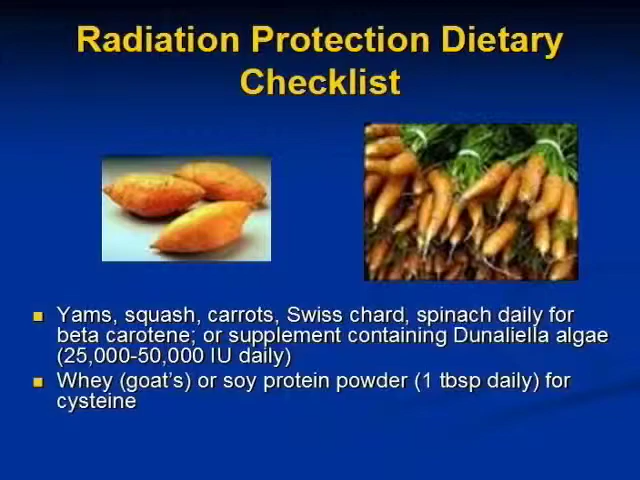 Radiation Protection Dietary
Checklist
Yams, squash, carrots, Swiss chard, spinach daily for
beta carotene; or supplement containing Dunaliella algae
(25,000-50,000 IU daily)
Whey (goat's) or soy protein powder (1 tbsp daily) for
cysteine